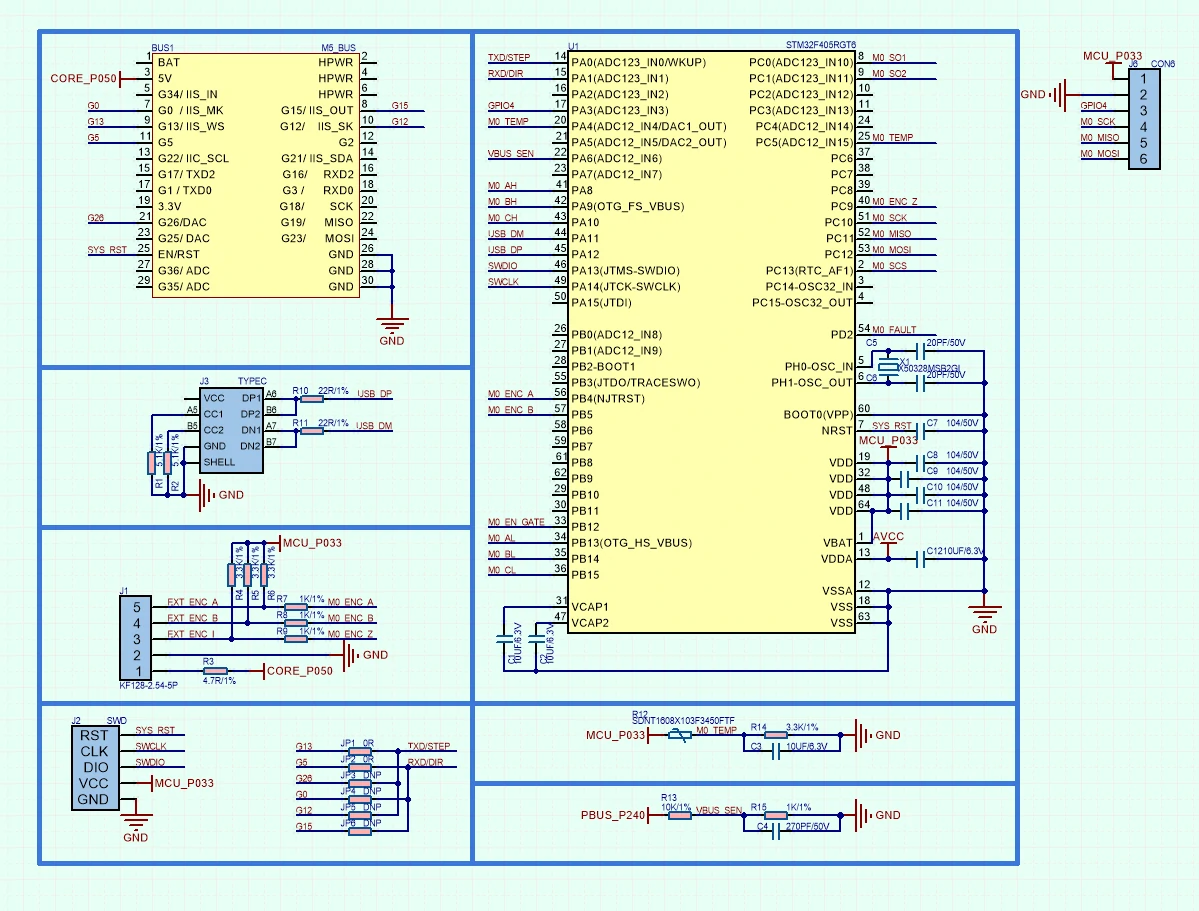 BUS1 M5_BUS
1 BAT HPWR 2
CORE_P050 3 5V HPWR 4
5 G34/ IIS_IN HPWR 6
G0 7 G0 / IIS_MK G15/ IIS_OUT 8 G15
G13 9 G13/ IIS_WS G12/ IIS_SK 10 G12
G5 11 G5 G2 12
13 G22/ IIC_SCL G21/ IIS_SDA 14
15 G17/ TXD2 G16/ RXD2 16
17 G1 / TXD0 G3 / RXD0 18
19 3.3V G18/ SCK 20
G26 21 G26/DAC G19/ MISO 22
23 G25/ DAC G23/ MOSI 24
SYS_RST 25 EN/RST GND 26
27 G36/ ADC GND 28
29 G35/ ADC GND 30
GND
J3 TYPEC
VCC DP1 A6 R10 22R/1% USB_DP
A5 CC1 DP2 B6
B5 CC2 DN1 A7 R11 22R/1% USB_DM
GND DN2 B7
SHELL
R1 5.1K/1%
R2 5.1K/1%
GND
MCU_P033
R4 3.3K/1%
R5 3.3K/1%
R6 3.3K/1%
J1
5 EXT_ENC_A R7 1K/1% M0_ENC_A
4 EXT_ENC_B R8 1K/1% M0_ENC_B
3 EXT_ENC_I R9 1K/1% M0_ENC_Z
2 GND
1 R3 4.7R/1% CORE_P050
KF128-2.54-5P
J2 SWD
RST SYS_RST
CLK SWCLK
DIO SWDIO
VCC MCU_P033
GND
GND
G13 JP1 0R TXD/STEP
G5 JP2 0R RXD/DIR
G26 JP3 DNP
G0 JP4 DNP
G12 JP5 DNP
G15 JP6 DNP
U1 STM32F405RGT6
TXD/STEP 14 PA0(ADC123_IN0/WKUP) PC0(ADC123_IN10) 8 M0_SO1
RXD/DIR 15 PA1(ADC123_IN1) PC1(ADC123_IN11) 9 M0_SO2
16 PA2(ADC123_IN2) PC2(ADC123_IN12) 10
GPIO4 17 PA3(ADC123_IN3) PC3(ADC123_IN13) 11
M0_TEMP 20 PA4(ADC12_IN4/DAC1_OUT) PC4(ADC12_IN14) 24
21 PA5(ADC12_IN5/DAC2_OUT) PC5(ADC12_IN15) 25 M0_TEMP
VBUS_SEN 22 PA6(ADC12_IN6) PC6 37
23 PA7(ADC12_IN7) PC7 38
M0_AH 41 PA8 PC8 39
M0_BH 42 PA9(OTG_FS_VBUS) PC9 40 M0_ENC_Z
M0_CH 43 PA10 PC10 51 M0_SCK
USB_DM 44 PA11 PC11 52 M0_MISO
USB_DP 45 PA12 PC12 53 M0_MOSI
SWDIO 46 PA13(JTMS-SWDIO) PC13(RTC_AF1) 2 M0_SCS
SWCLK 49 PA14(JTCK-SWCLK) PC14-OSC32_IN 3
50 PA15(JTDI) PC15-OSC32_OUT 4
26 PB0(ADC12_IN8) PD2 54 M0_FAULT
27 PB1(ADC12_IN9) C5 20PF/50V
28 PB2-BOOT1 PH0-OSC_IN 5 X1 X50328MSB2GI
55 PB3(JTDO/TRACESWO) PH1-OSC_OUT 6 C6 20PF/50V
M0_ENC_A 56 PB4(NJTRST)
M0_ENC_B 57 PB5 BOOT0(VPP) 60
58 PB6 NRST 7 SYS_RST C7 104/50V
59 PB7 MCU_P033
61 PB8 VDD 19 C8 104/50V
62 PB9 VDD 32 C9 104/50V
29 PB10 VDD 48 C10 104/50V
30 PB11 VDD 64 C11 104/50V
M0_EN_GATE 33 PB12
M0_AL 34 PB13(OTG_HS_VBUS) VBAT 1 AVCC
M0_BL 35 PB14 VDDA 13 C12 10UF/6.3V
M0_CL 36 PB15
VSSA 12
31 VCAP1 VSS 18
47 VCAP2 VSS 63
GND
C1 10UF/6.3V
C2 10UF/6.3V
R12
SDNT1608X103F3450FTF
MCU_P033 M0_TEMP R14 3.3K/1% GND
C3 10UF/6.3V
R13
10K/1%
PBUS_P240 VBUS_SEN R15 1K/1% GND
C4 270PF/50V
MCU_P033 J6 CON6
1
GND 2
GPIO4 3
M0_SCK 4
M0_MISO 5
M0_MOSI 6